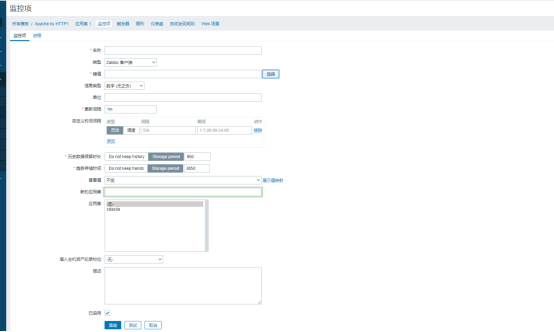 监控项
所有模板 / Apache by HTTP1 应用集 1 监控项 触发器 图形 仪表盘 自动发现规则 Web 场景
监控项 进程
* 名称
类型 Zabbix 客户端
* 键值 选择
信息类型 数字 (无正负)
单位
* 更新间隔 1m
自定义时间间隔 类型 间隔 期间 动作
灵活 调度 50s 1-7,00:00-24:00 移除
添加
* 历史数据保留时长 Do not keep history Storage period 90d
* 趋势存储时间 Do not keep trends Storage period 365d
查看值 不变 展示值映射
新的应用集
应用集 -无-
填入主机资产纪录栏位 -无-
描述
已启用
添加 测试 取消